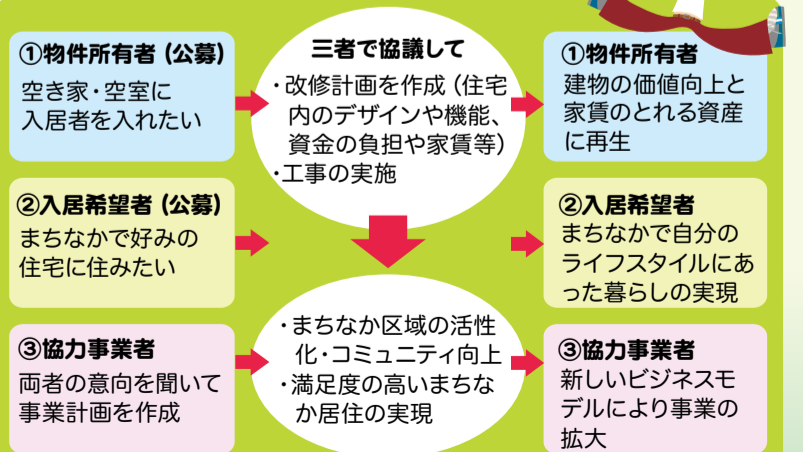 ①物件所有者（公募）
空き家・空室に
入居者を入れたい
②入居希望者（公募）
まちなかで好みの
住宅に住みたい
③協力事業者
両者の意向を聞いて
事業計画を作成
三者で協議して
・改修計画を作成（住宅
内のデザインや機能、
資金の負担や家賃等）
・工事の実施
・まちなか区域の活性
化・コミュニティ向上
・満足度の高いまちな
か居住の実現
①物件所有者
建物の価値向上と
家賃のとれる資産
に再生
②入居希望者
まちなかで自分の
ライフスタイルにあ
った暮らしの実現
③協力事業者
新しいビジネスモ
デルにより事業の
拡大